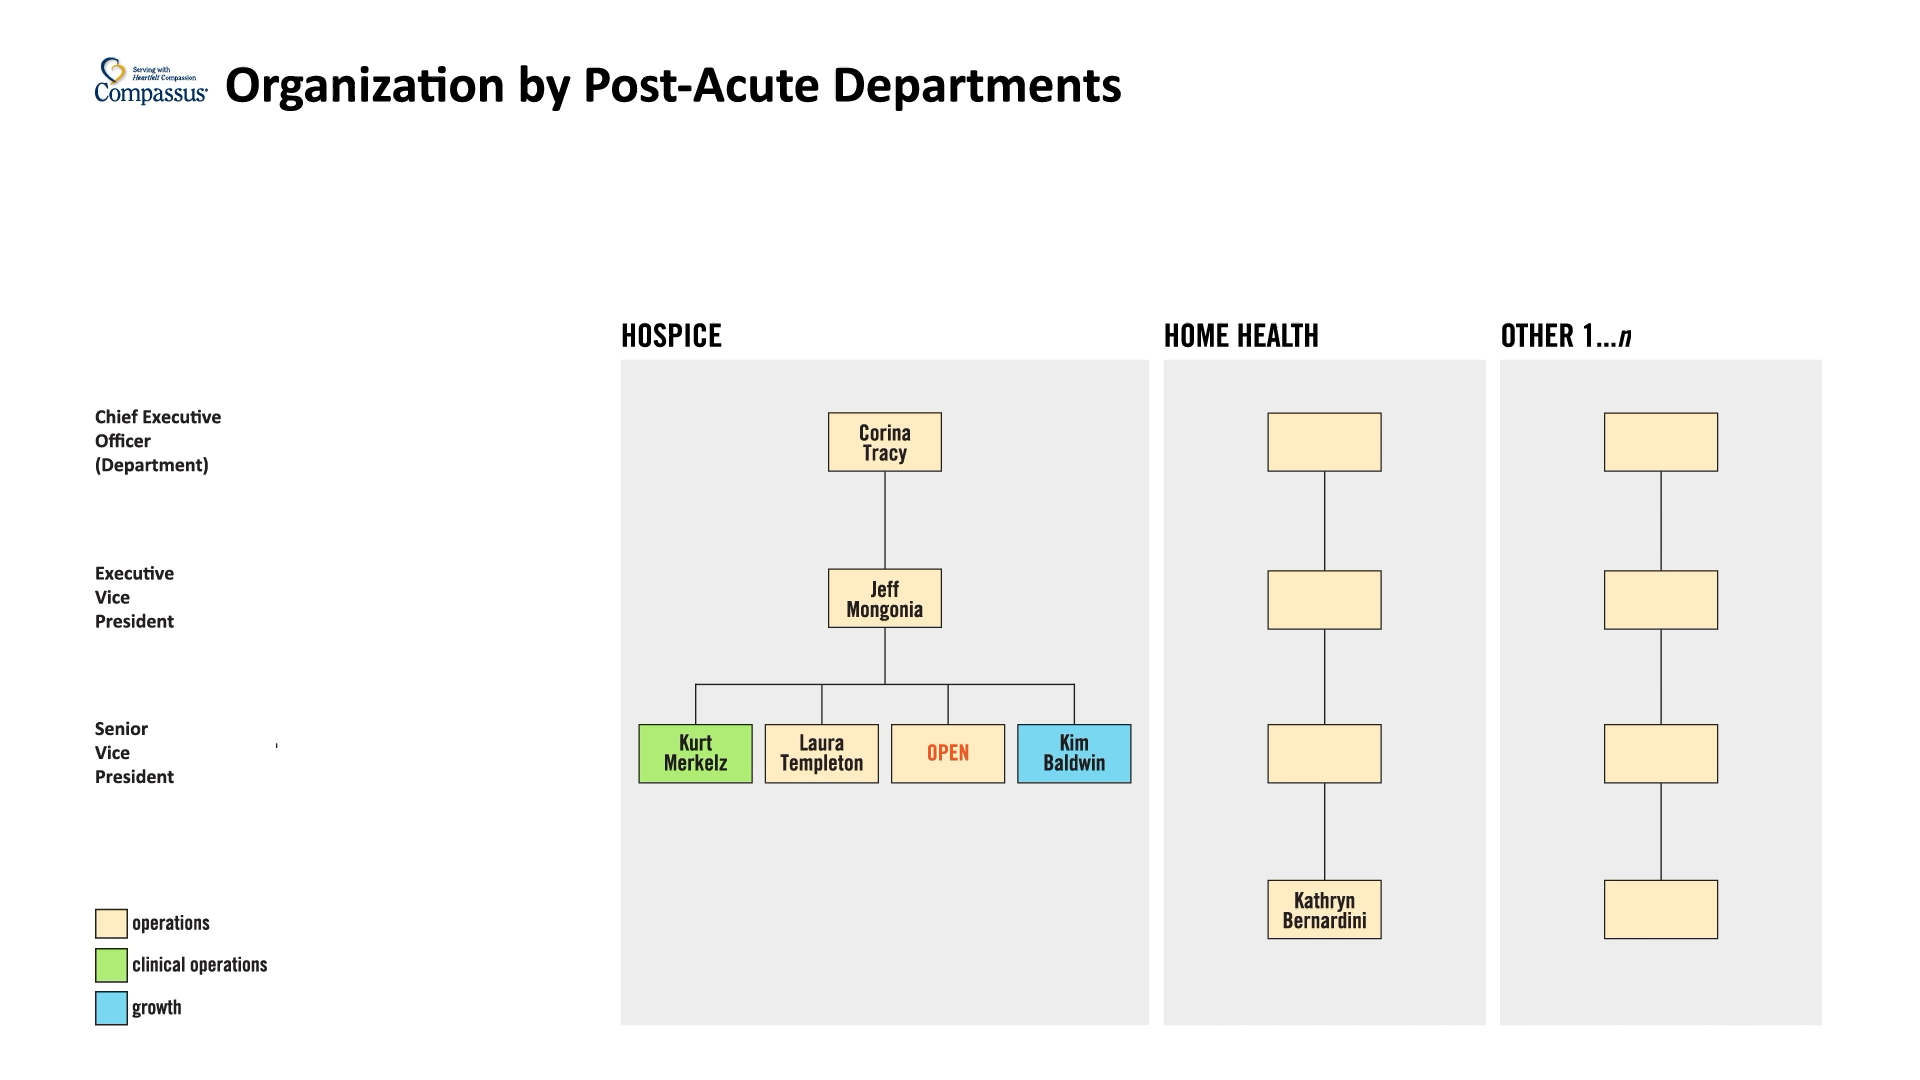 Serving with
Heartfelt Compassion
Compassus
Organization by Post-Acute Departments
HOSPICE
HOME HEALTH
OTHER 1...n
Chief Executive
Officer
(Department)
Corina
Tracy
Executive
Vice
President
Jeff
Mongonia
Senior
Vice
President
Kurt
Merkelz
Laura
Templeton
OPEN
Kim
Baldwin
Kathryn
Bernardini
operations
clinical operations
growth